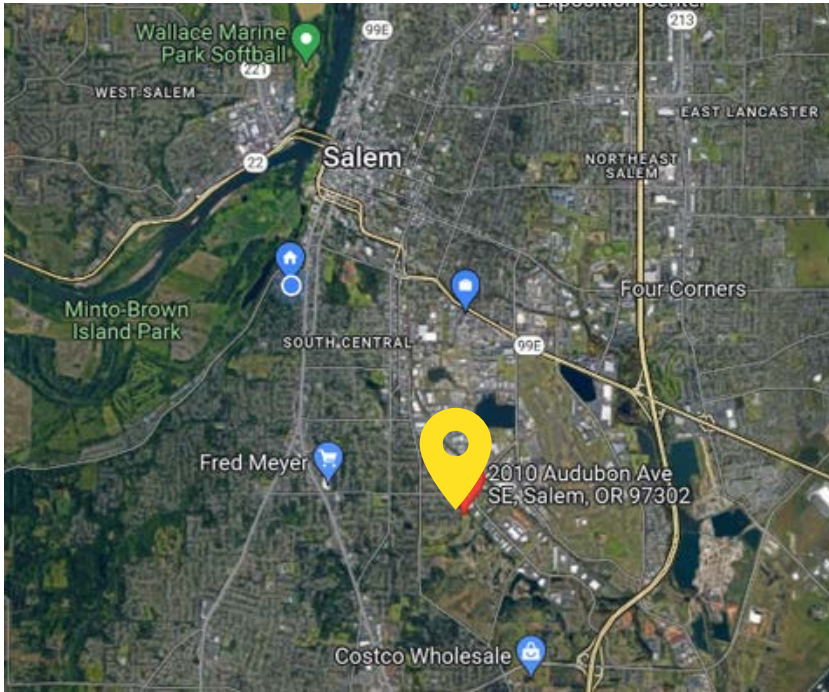 Exposition Center
213
Wallace Marine
Park Softball
99E
221
WEST SALEM
EAST LANCASTER
22
Salem
NORTHEAST
SALEM
Minto-Brown
Island Park
Four Corners
SOUTH CENTRAL
99E
Fred Meyer
2010 Audubon Ave
SE, Salem, OR 97302
Costco Wholesale